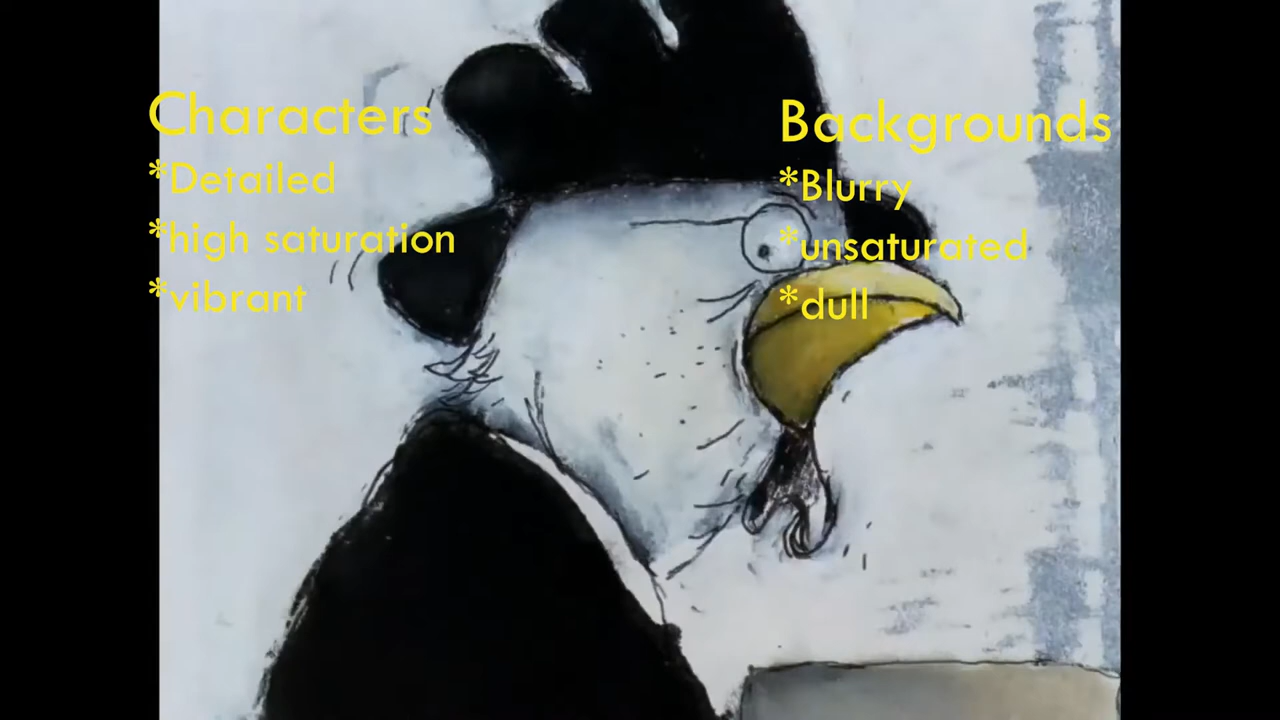 Characters
*Detailed
*high saturation
*vibrant
Backgrounds
*Blurry
*unsaturated
*dull